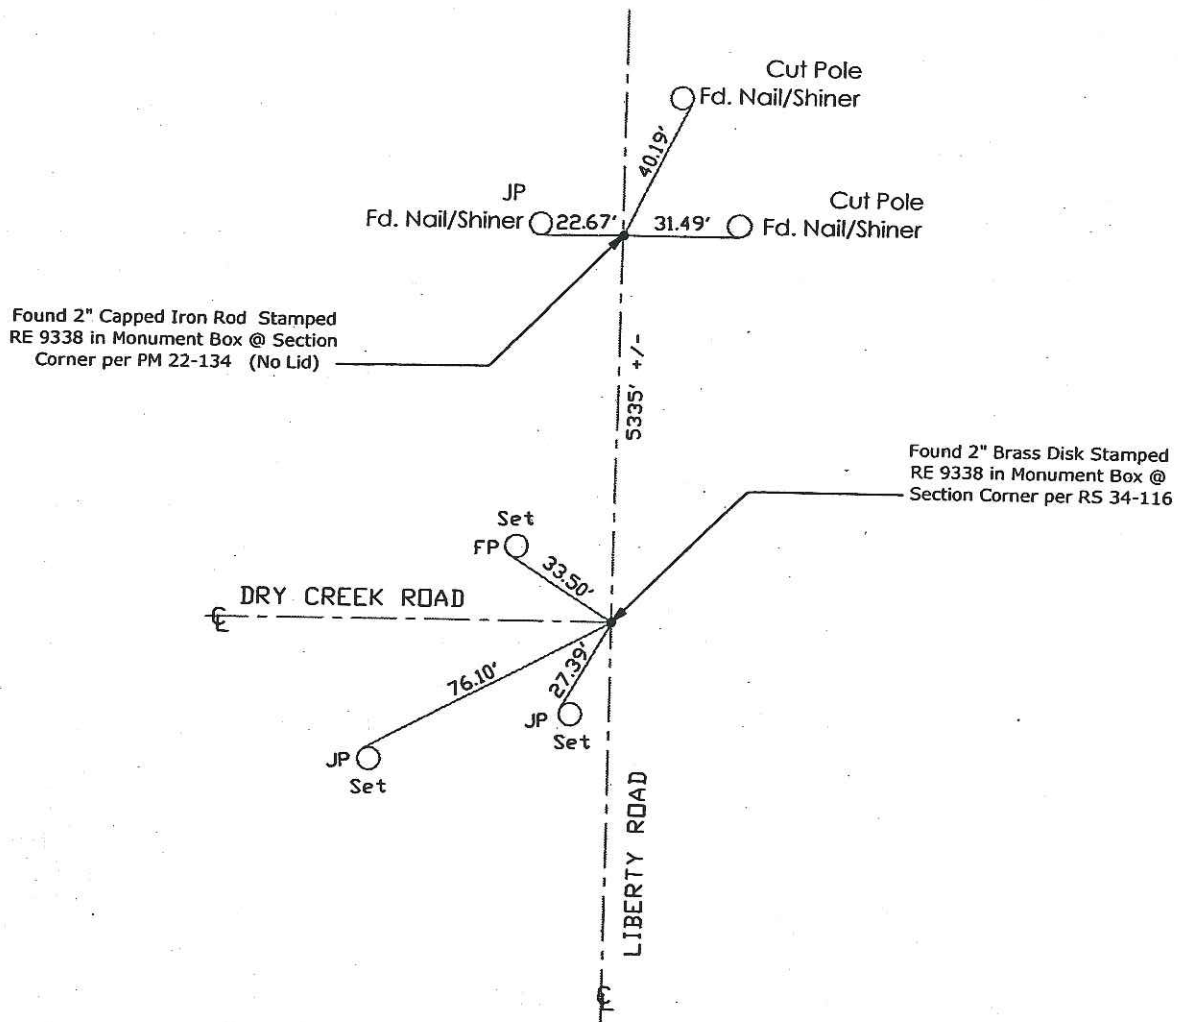 Cut Pole
Fd. Nail/Shiner
40.19'
JP
Fd. Nail/Shiner
22.67'
31.49'
Cut Pole
Fd. Nail/Shiner
Found 2" Capped Iron Rod Stamped
RE 9338 in Monument Box @ Section
Corner per PM 22-134 (No Lid)
5335' +/-
Found 2" Brass Disk Stamped
RE 9338 in Monument Box @
Section Corner per RS 34-116
Set
FP
33.50'
DRY CREEK ROAD
℄
76.10'
27.39'
JP
Set
JP
Set
LIBERTY ROAD
℄